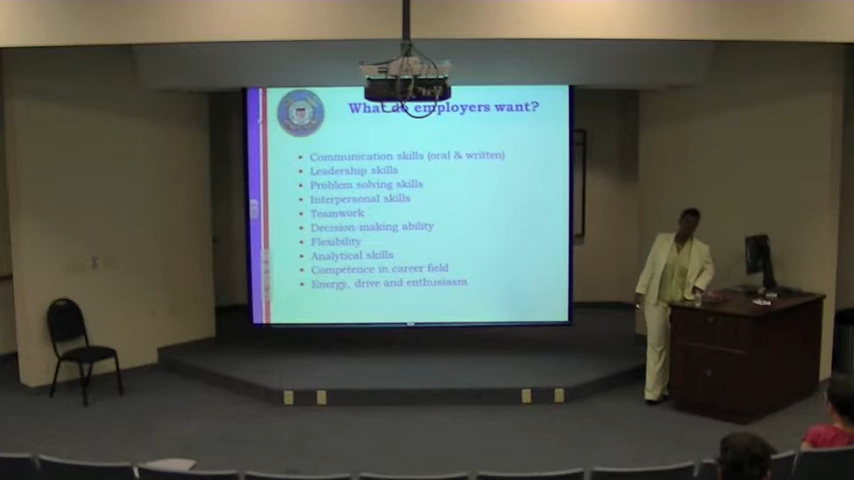 What do employers want?
• Communication skills (oral & written)
• Leadership skills
• Problem solving skills
• Interpersonal skills
• Teamwork
• Decision-making ability
• Flexibility
• Analytical skills
• Competence in career field
• Energy, drive and enthusiasm